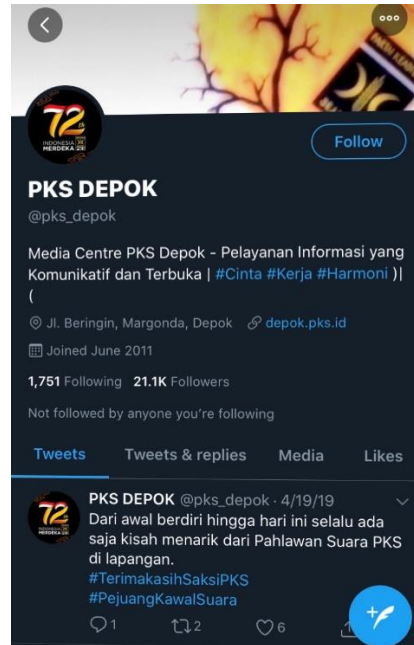 72
INDONESIA
MERDEKA
Follow
PKS DEPOK
@pks_depok
Media Centre PKS Depok - Pelayanan Informasi yang
Komunikatif dan Terbuka | #Cinta #Kerja #Harmoni )|
(
Jl. Beringin, Margonda, Depok depok.pks.id
Joined June 2011
1,751 Following 21.1K Followers
Not followed by anyone you're following
Tweets Tweets & replies Media Likes
PKS DEPOK @pks_depok · 4/19/19
Dari awal berdiri hingga hari ini selalu ada
saja kisah menarik dari Pahlawan Suara PKS
di lapangan.
#TerimakasihSaksiPKS
#PejuangKawalSuara
1 2 6